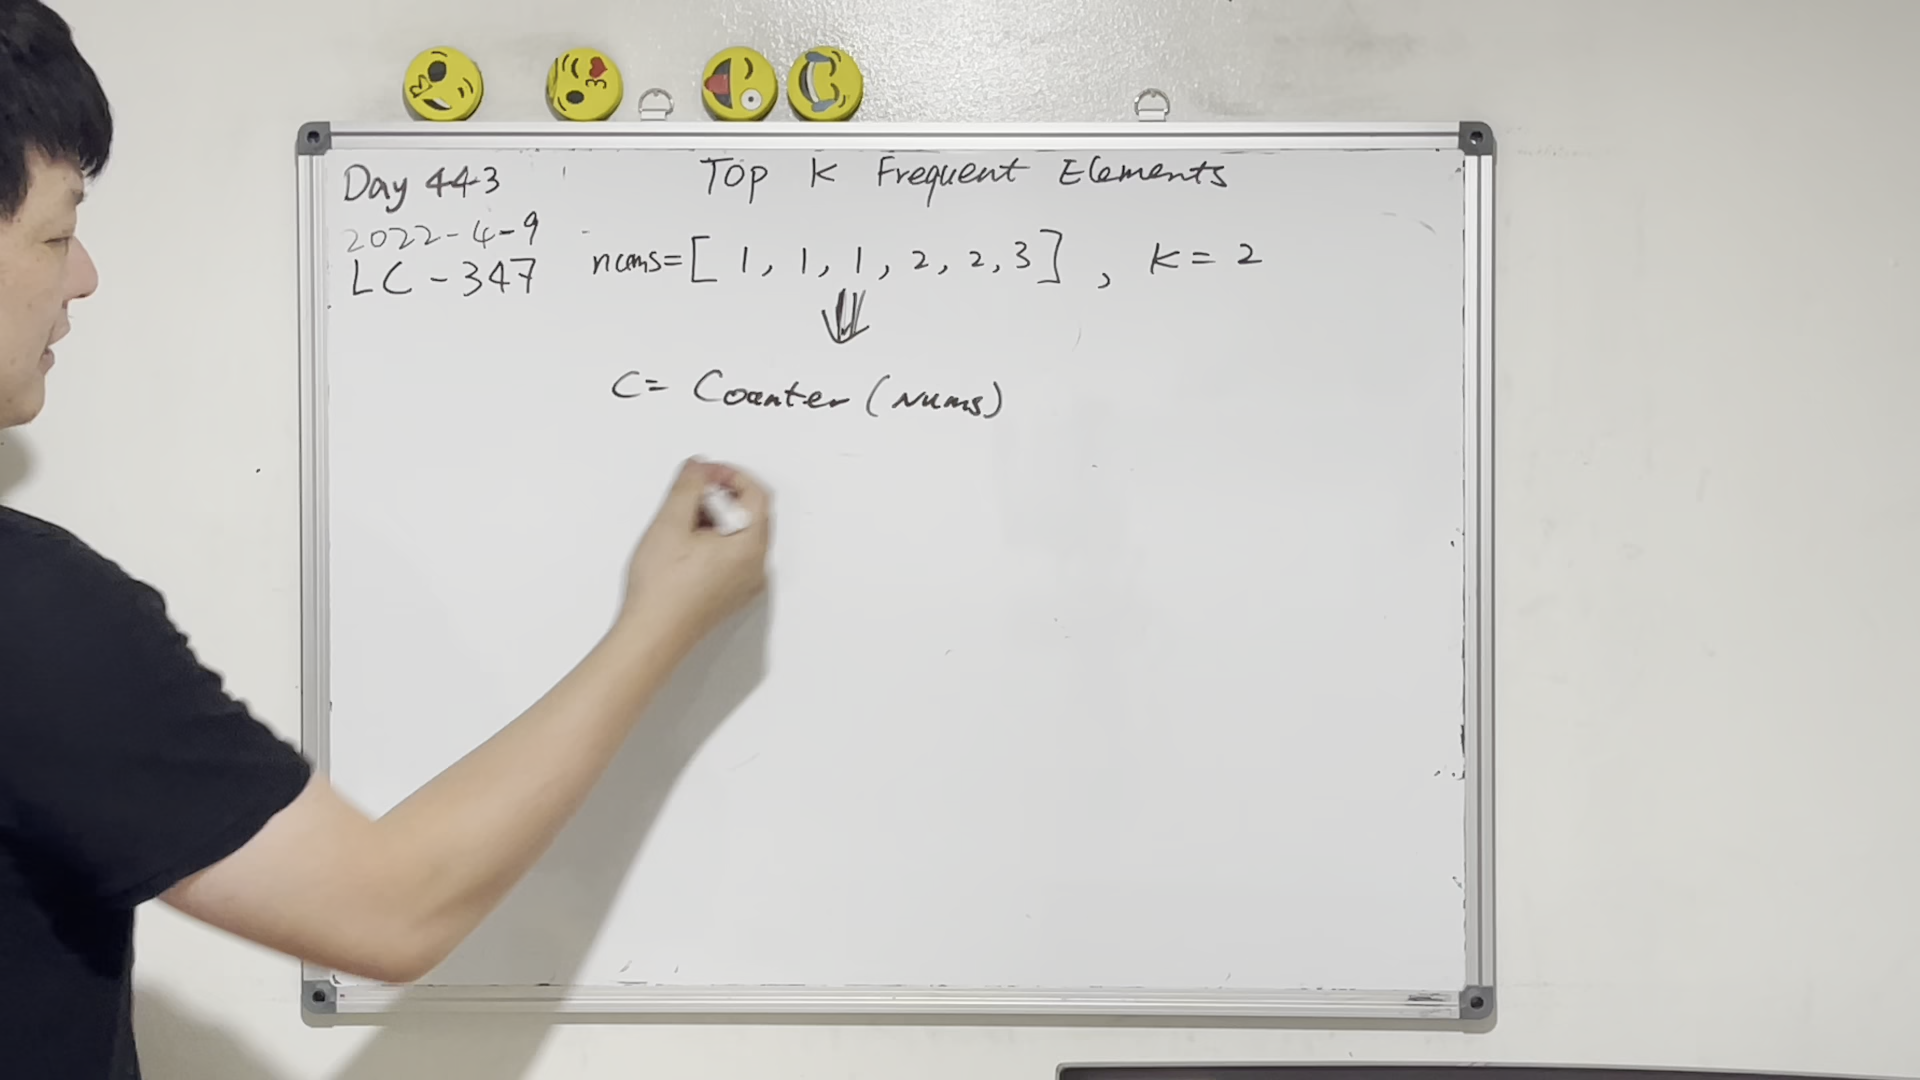 Day 443
Top K Frequent Elements
2022-4-9
LC-347
nums=[1, 1, 1, 2, 2, 3], K=2
C= Counter(nums)